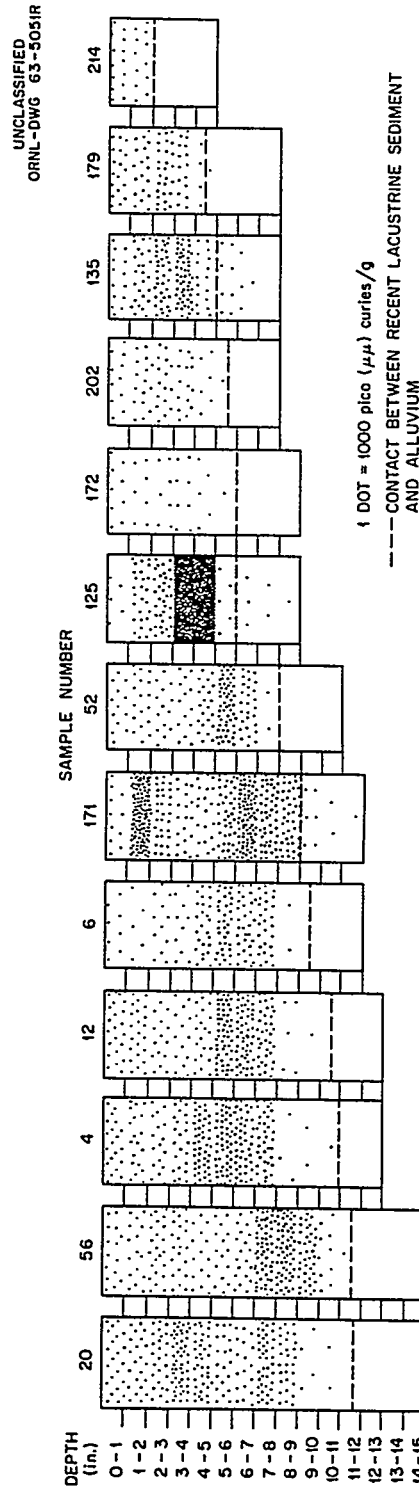 UNCLASSIFIED
ORNL-DWG 63-5051R
SAMPLE NUMBER
20 56 4 12 6 171 52 125 172 202 135 179 214
DEPTH
(in.)
0-1
1-2
2-3
3-4
4-5
5-6
6-7
7-8
8-9
9-10
10-11
11-12
12-13
13-14
14-15
1 DOT = 1000 pico (μμ) curies/g
--- CONTACT BETWEEN RECENT LACUSTRINE SEDIMENT
AND ALLUVIUM